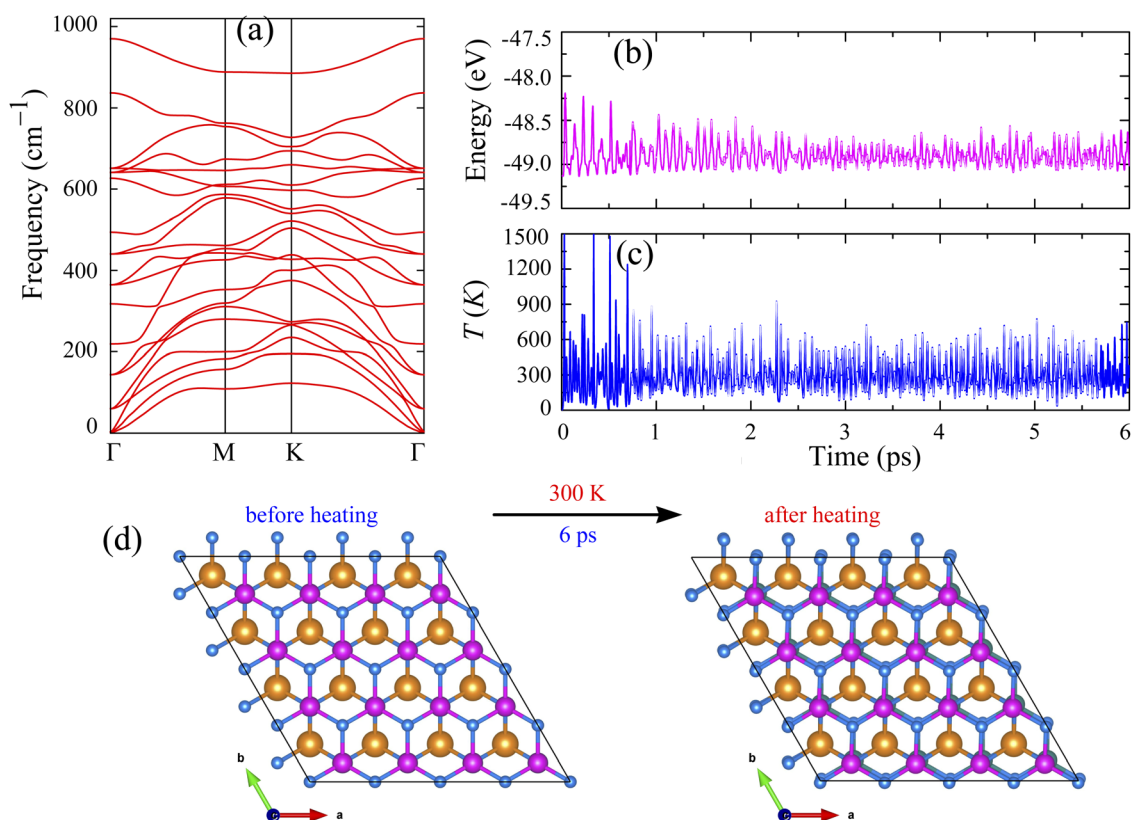 (a)
1000
800
600
400
200
0
Frequency (cm⁻¹)
Γ M K Γ
(b)
-47.5
-48.0
-48.5
-49.0
-49.5
Energy (eV)
(c)
1500
1200
900
600
300
0
T (K)
0 1 2 3 4 5 6
Time (ps)
(d)
before heating
300 K
6 ps
after heating
b
c
a
b
c
a